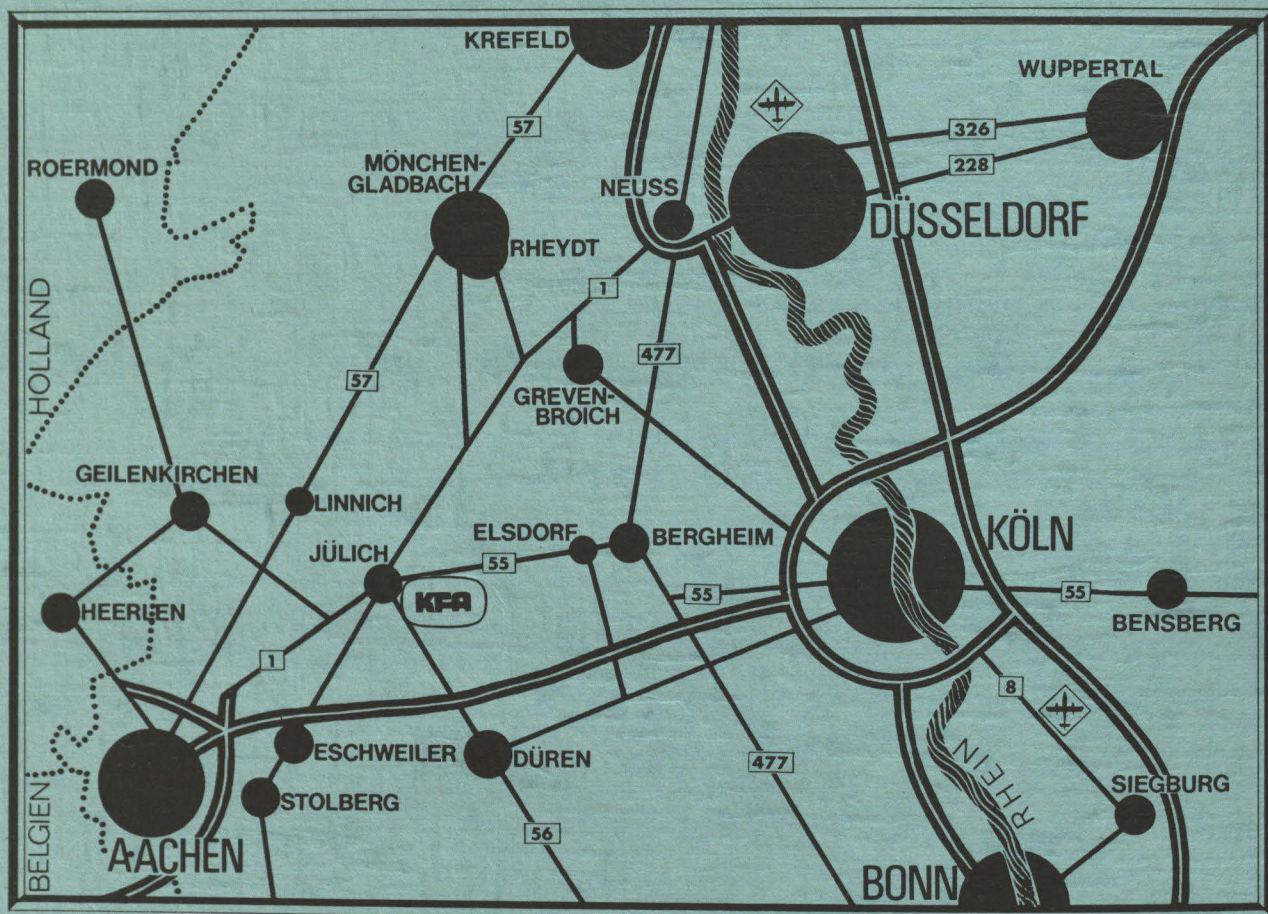 KREFELD
WUPPERTAL
57
326
ROERMOND
MÖNCHEN-
GLADBACH
NEUSS
228
DÜSSELDORF
RHEYDT
HOLLAND
1
477
57
GREVEN-
BROICH
GEILENKIRCHEN
LINNICH
ELSDORF
BERGHEIM
KÖLN
JÜLICH
55
KFA
55
55
HEERLEN
BENSBERG
1
8
ESCHWEILER
DÜREN
477
RHEIN
SIEGBURG
STOLBERG
BELGIEN
56
AACHEN
BONN